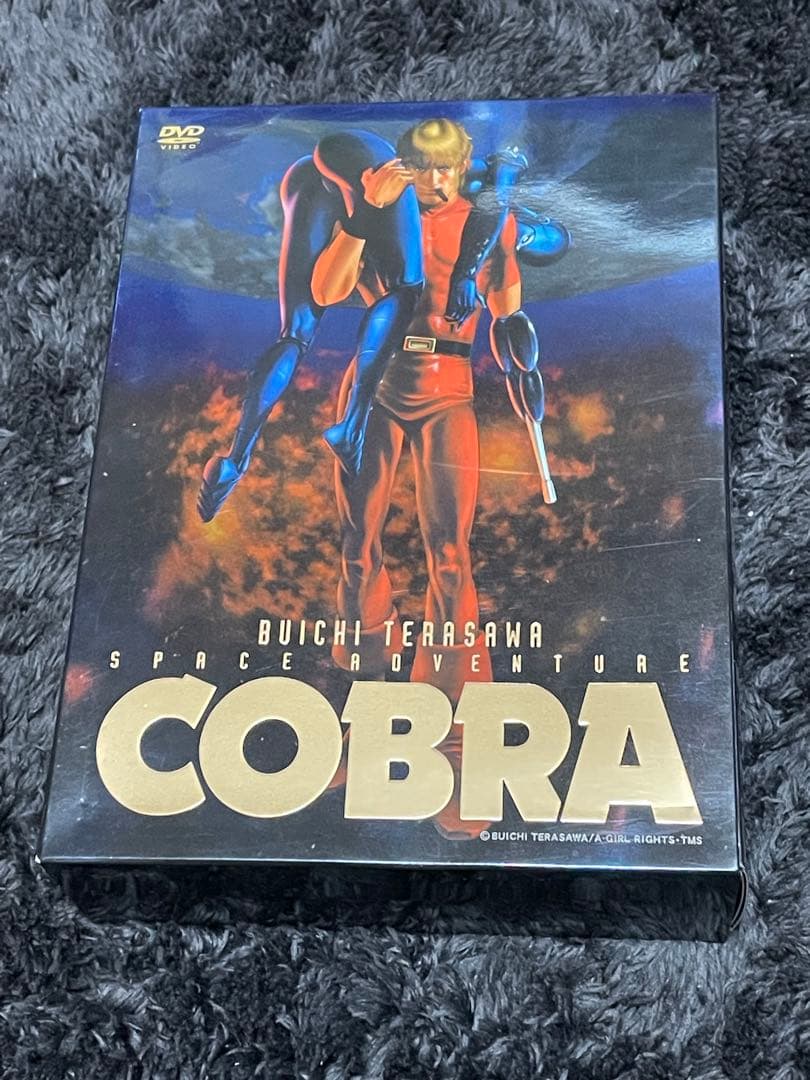 DVD
VIDEO
BUICHI TERASAWA
SPACE ADVENTURE
COBRA
©BUICHI TERASAWA/A-GIRL RIGHTS•TMS